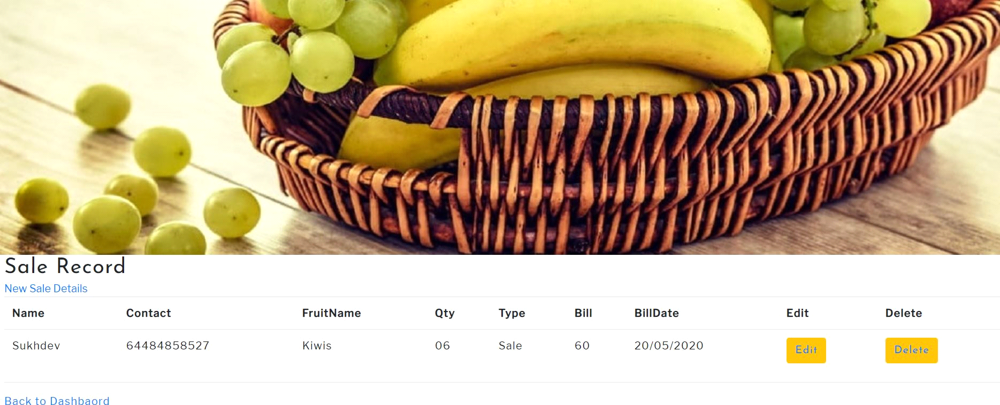 Sale Record
New Sale Details
Name Contact FruitName Qty Type Bill BillDate Edit Delete
Sukhdev 64484858527 Kiwis 06 Sale 60 20/05/2020 Edit Delete
Back to Dashbaord